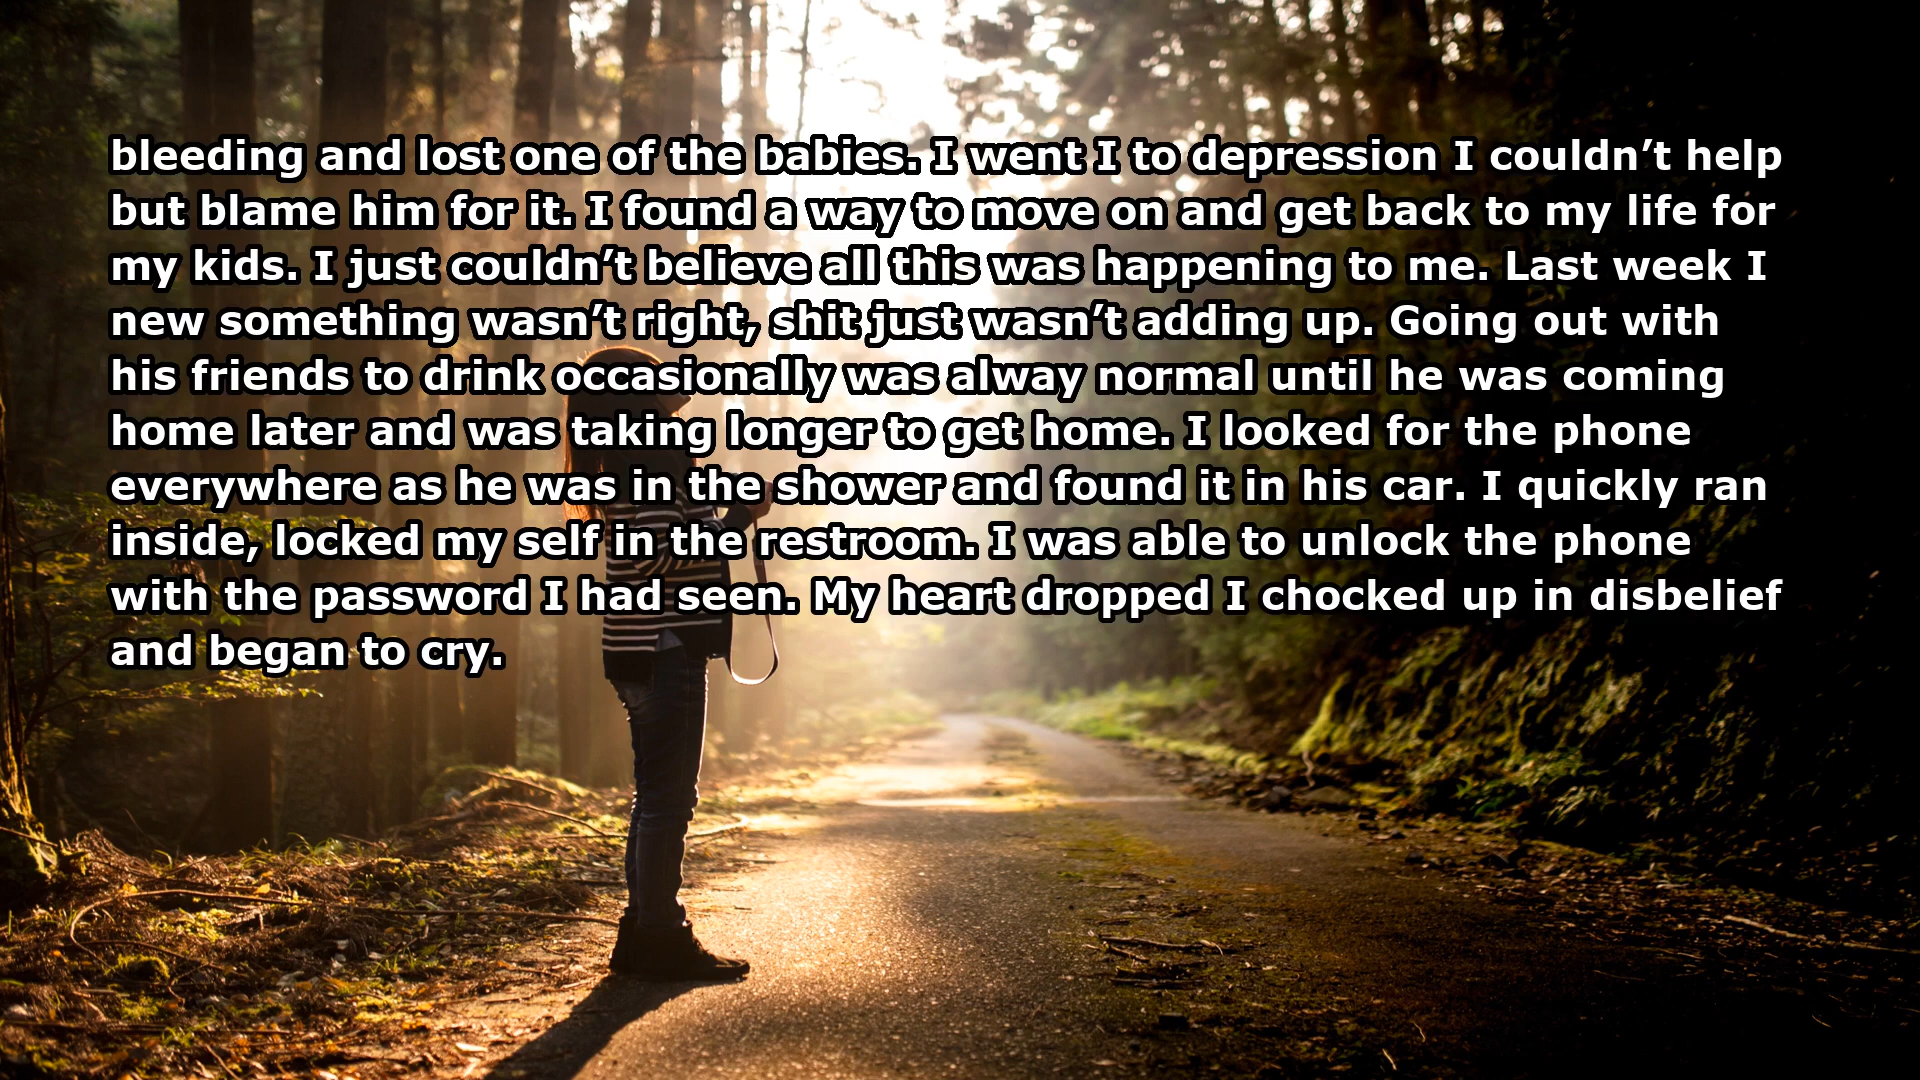 bleeding and lost one of the babies. I went I to depression I couldn’t help
but blame him for it. I found a way to move on and get back to my life for
my kids. I just couldn’t believe all this was happening to me. Last week I
new something wasn’t right, shit just wasn’t adding up. Going out with
his friends to drink occasionally was alway normal until he was coming
home later and was taking longer to get home. I looked for the phone
everywhere as he was in the shower and found it in his car. I quickly ran
inside, locked my self in the restroom. I was able to unlock the phone
with the password I had seen. My heart dropped I chocked up in disbelief
and began to cry.